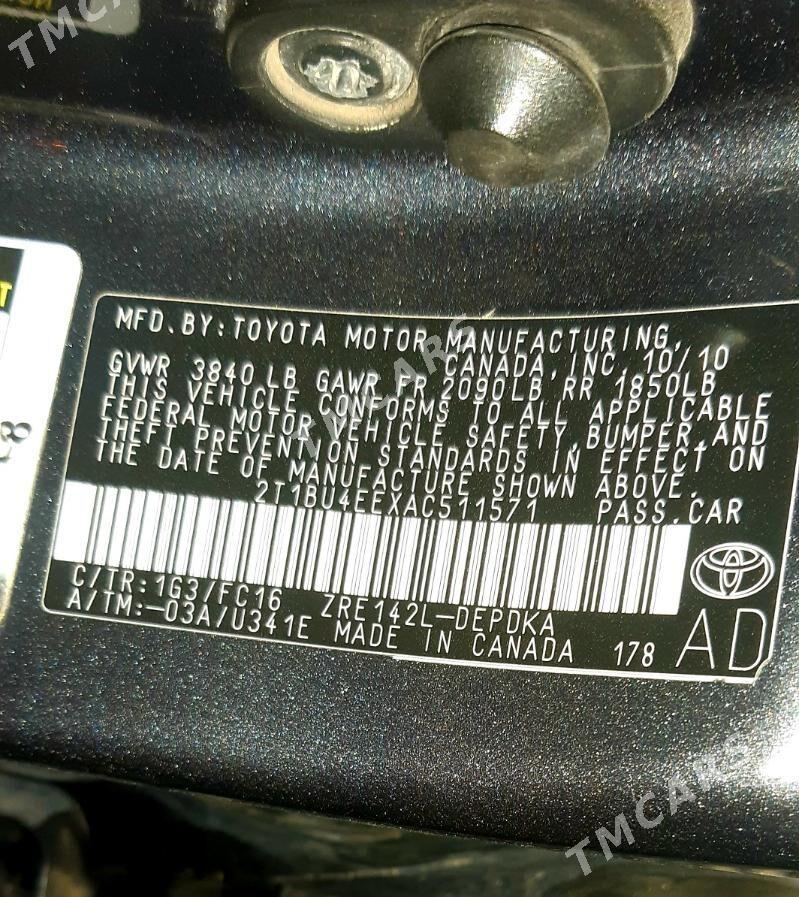 TMCARS
MFD.BY:TOYOTA MOTOR MANUFACTURING,
CANADA, INC. 10/10
GVWR 3840LB GAWR FR 2090LB RR 1850LB
THIS VEHICLE CONFORMS TO ALL APPLICABLE
FEDERAL MOTOR VEHICLE SAFETY,BUMPER,AND
THEFT PREVENTION STANDARDS IN EFFECT ON
THE DATE OF MANUFACTURE SHOWN ABOVE.
2T1BU4EEXAC511571 PASS.CAR
TMCARS
C/TR:1G3/FC16 ZRE142L-DEPDKA
A/TM:-03A/U341E MADE IN CANADA 178 AD
TMCARS